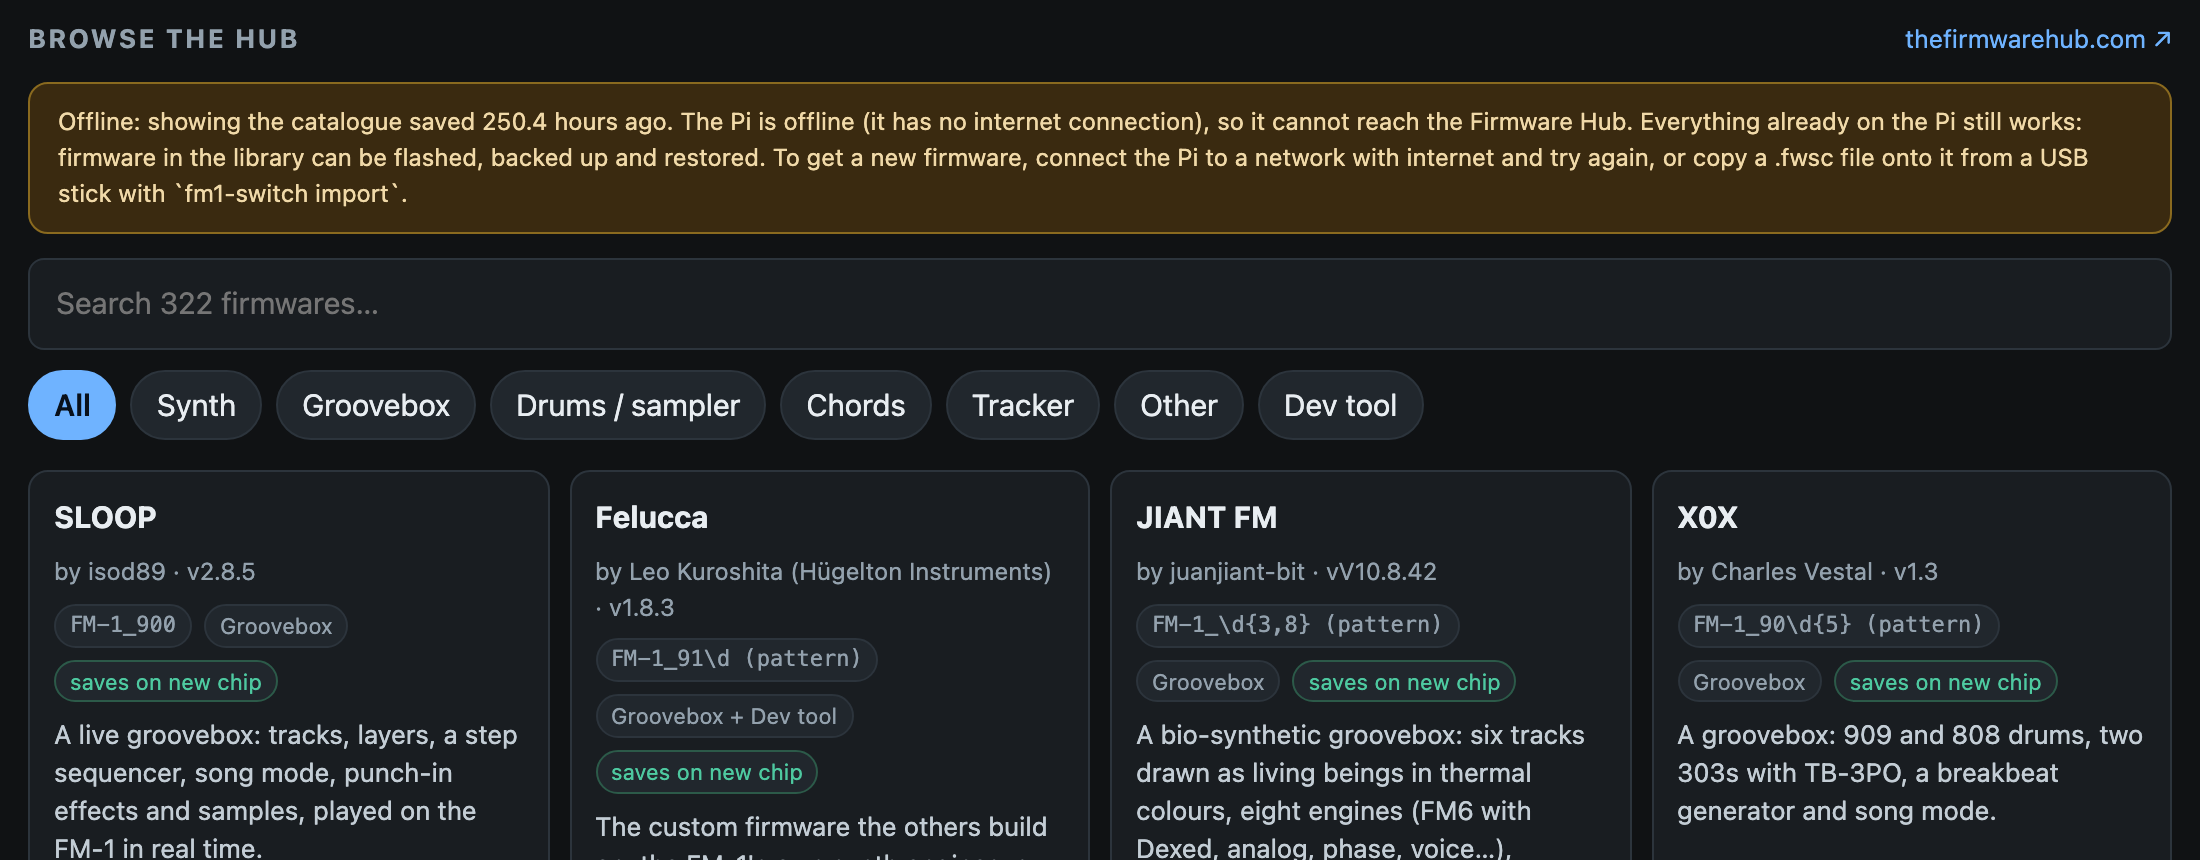 BROWSE THE HUB
thefirmwarehub.com ↗
Offline: showing the catalogue saved 250.4 hours ago. The Pi is offline (it has no internet connection), so it cannot reach the Firmware Hub. Everything already on the Pi still works:
firmware in the library can be flashed, backed up and restored. To get a new firmware, connect the Pi to a network with internet and try again, or copy a .fwsc file onto it from a USB
stick with `fm1-switch import`.
Search 322 firmwares...
All
Synth
Groovebox
Drums / sampler
Chords
Tracker
Other
Dev tool
SLOOP
by isod89 · v2.8.5
FM-1_900
Groovebox
saves on new chip
A live groovebox: tracks, layers, a step
sequencer, song mode, punch-in
effects and samples, played on the
FM-1 in real time.
Felucca
by Leo Kuroshita (Hügelton Instruments)
· v1.8.3
FM-1_91\d (pattern)
Groovebox + Dev tool
saves on new chip
The custom firmware the others build
JIANT FM
by juanjiant-bit · vV10.8.42
FM-1_\d{3,8} (pattern)
Groovebox
saves on new chip
A bio-synthetic groovebox: six tracks
drawn as living beings in thermal
colours, eight engines (FM6 with
Dexed, analog, phase, voice...),
X0X
by Charles Vestal · v1.3
FM-1_90\d{5} (pattern)
Groovebox
saves on new chip
A groovebox: 909 and 808 drums, two
303s with TB-3PO, a breakbeat
generator and song mode.